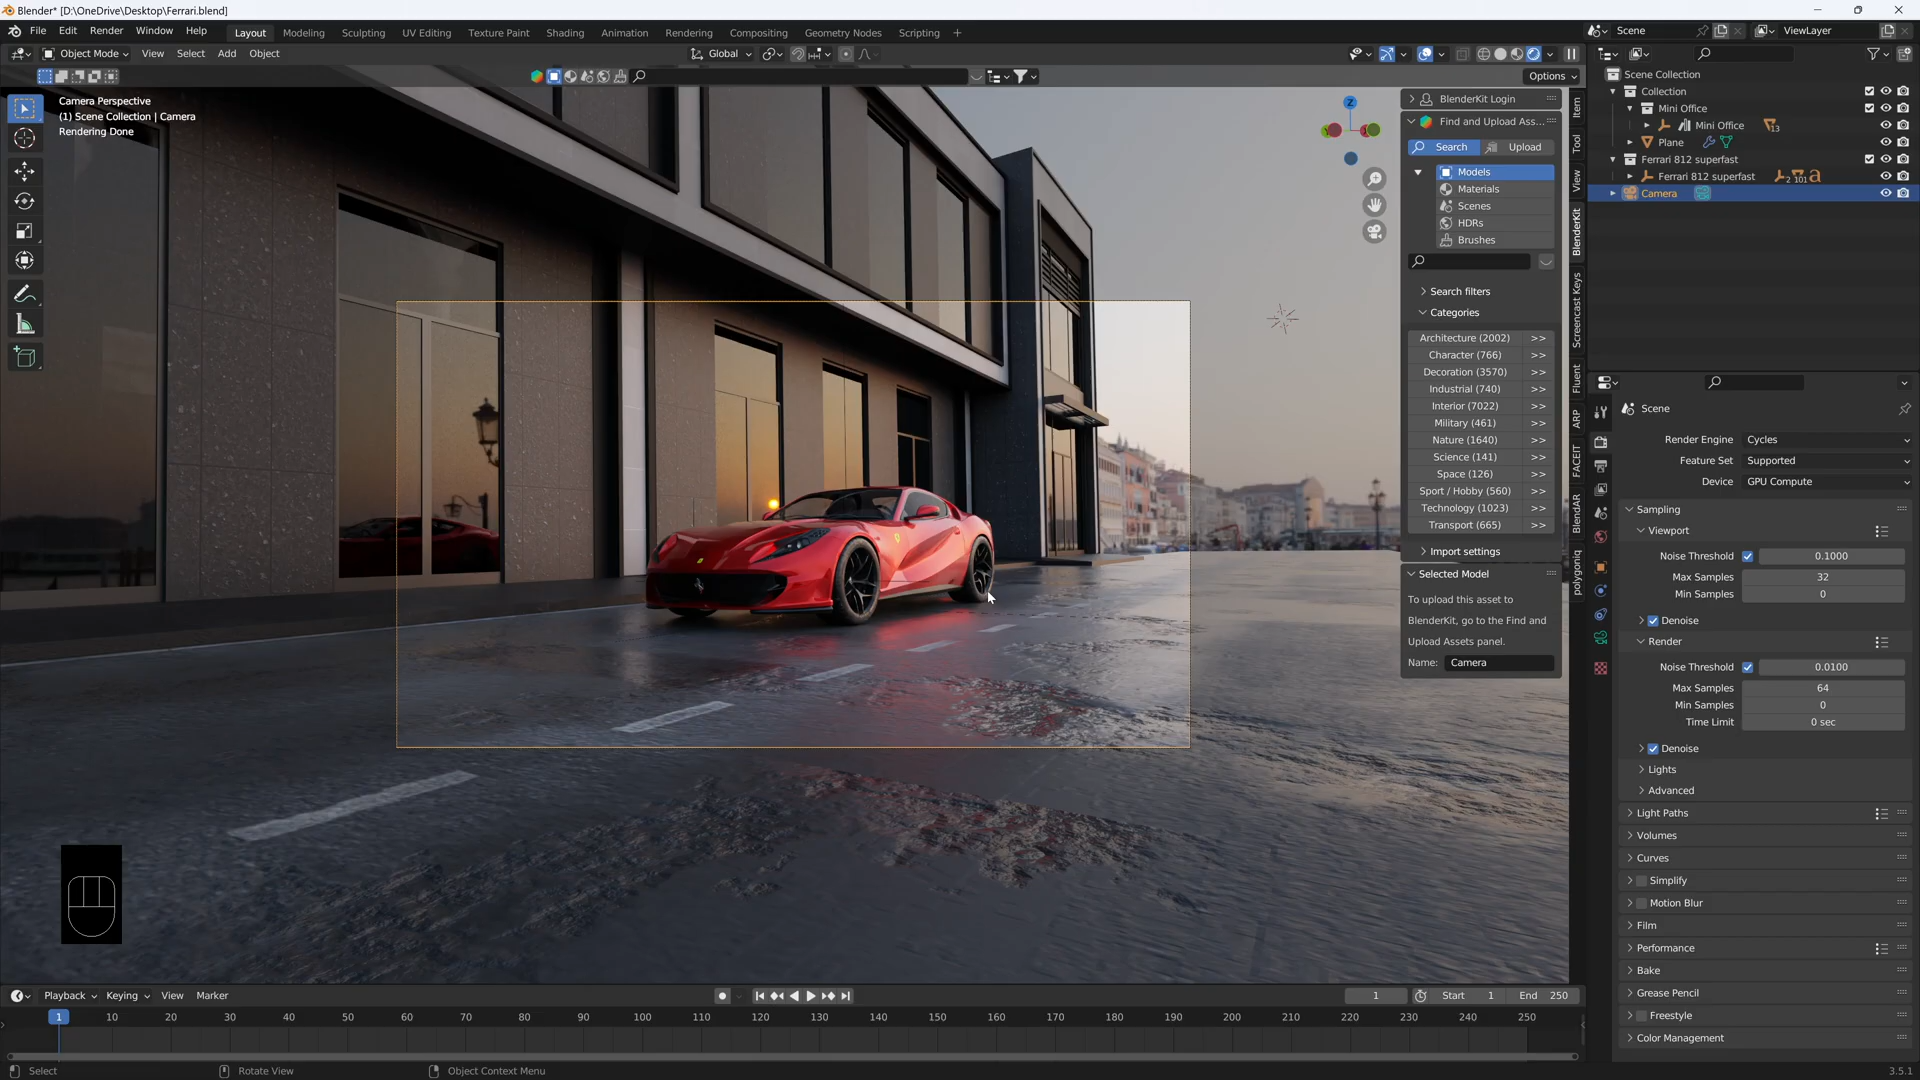 Blender* [D:\OneDrive\Desktop\Ferrari.blend]
File Edit Render Window Help Layout Modeling Sculpting UV Editing Texture Paint Shading Animation Rendering Compositing Geometry Nodes Scripting + Scene ViewLayer
Object Mode View Select Add Object Global
Options
Camera Perspective
(1) Scene Collection | Camera
Rendering Done
Z
BlenderKit Login
Find and Upload Ass...
Search Upload
Models
Materials
Scenes
HDRs
Brushes
Search filters
Categories
Architecture (2002) >>
Character (766) >>
Decoration (3570) >>
Industrial (740) >>
Interior (7022) >>
Military (461) >>
Nature (1640) >>
Science (141) >>
Space (126) >>
Sport / Hobby (560) >>
Technology (1023) >>
Transport (665) >>
Import settings
Selected Model
To upload this asset to
BlenderKit, go to the Find and
Upload Assets panel.
Name: Camera
Item
Tool
View
BlenderKit
Screencast Keys
Fluent
ARP
FACEIT
BlendAR
polygoniq
Scene Collection
Collection
Mini Office
Mini Office 13
Plane
Ferrari 812 superfast
Ferrari 812 superfast 2 101
Camera
Scene
Render Engine Cycles
Feature Set Supported
Device GPU Compute
Sampling
Viewport
Noise Threshold 0.1000
Max Samples 32
Min Samples 0
Denoise
Render
Noise Threshold 0.0100
Max Samples 64
Min Samples 0
Time Limit 0 sec
Denoise
Lights
Advanced
Light Paths
Volumes
Curves
Simplify
Motion Blur
Film
Performance
Bake
Grease Pencil
Freestyle
Color Management
Playback Keying View Marker 1 Start 1 End 250
1 10 20 30 40 50 60 70 80 90 100 110 120 130 140 150 160 170 180 190 200 210 220 230 240 250
Select Rotate View Object Context Menu 3.5.1